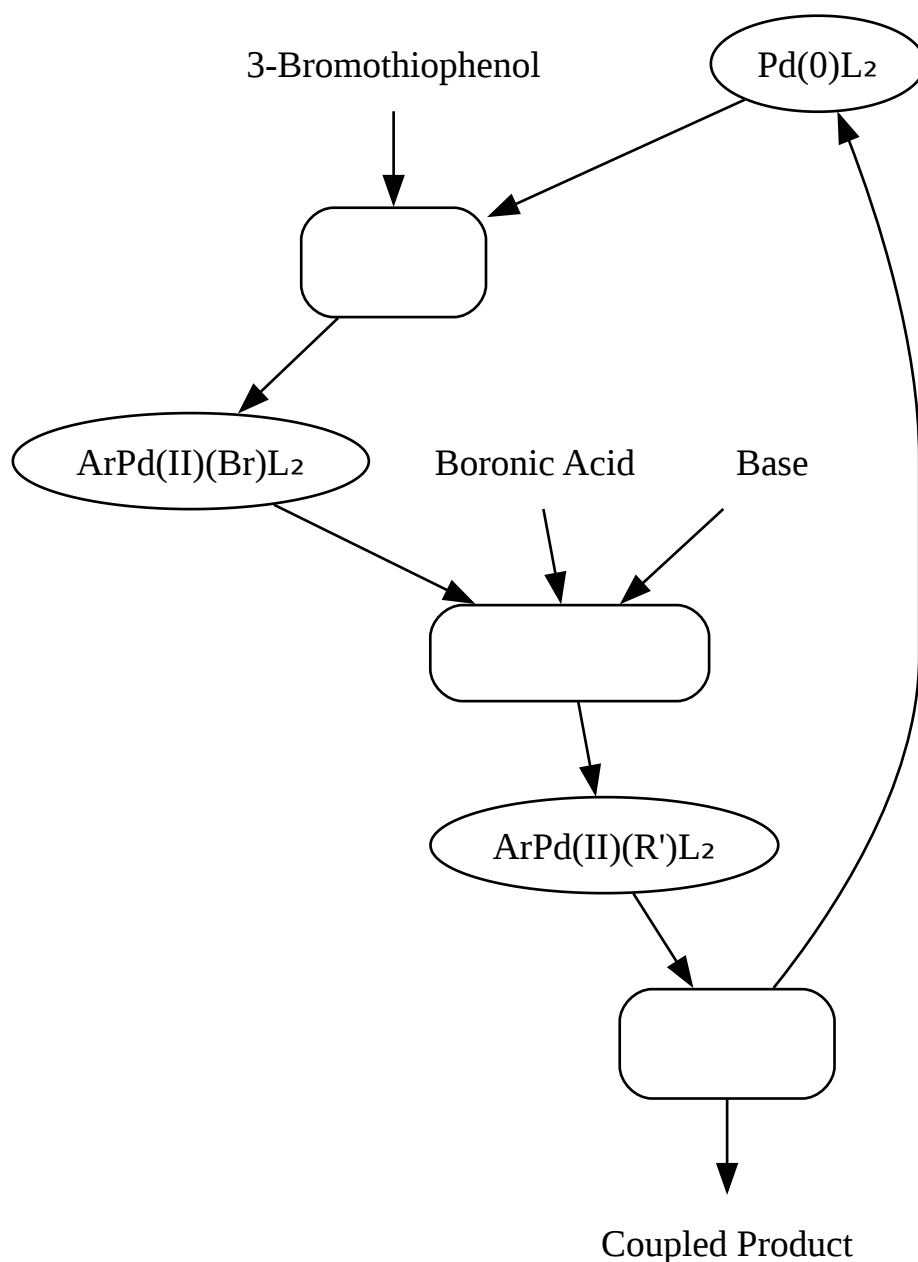 3-Bromothiophenol
Pd(0)L₂
ArPd(II)(Br)L₂
Boronic Acid
Base
ArPd(II)(R')L₂
Coupled Product